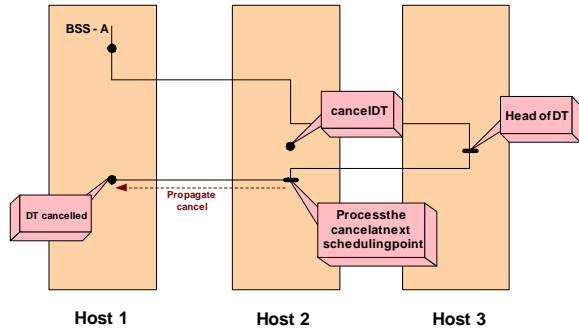 BSS - A
cancelDT
Head of DT
DT cancelled
Propagate
cancel
Processthe
cancelatnext
schedulingpoint
Host 1
Host 2
Host 3